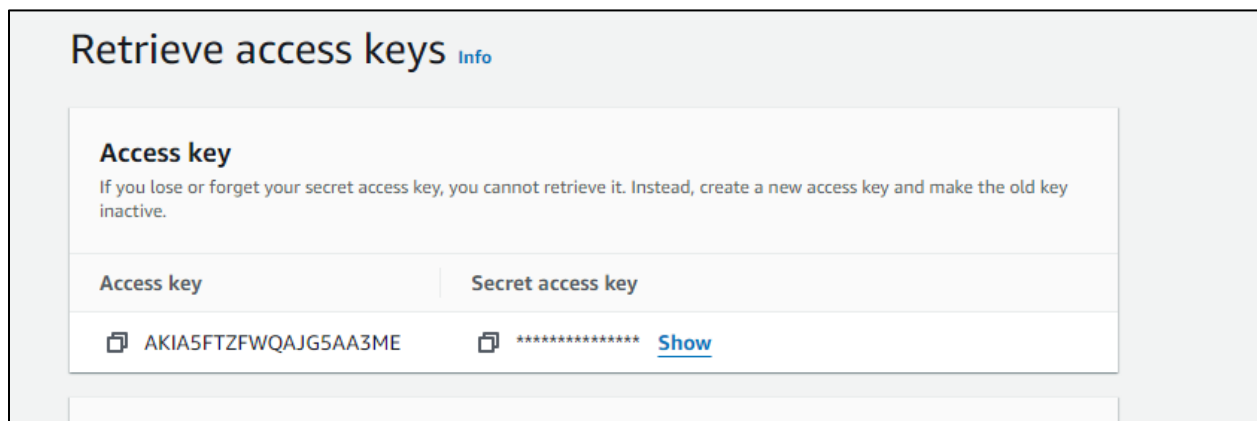 Retrieve access keys Info
Access key
If you lose or forget your secret access key, you cannot retrieve it. Instead, create a new access key and make the old key
inactive.
Access key Secret access key
AKIA5FTZFWQAJG5AA3ME *************** Show